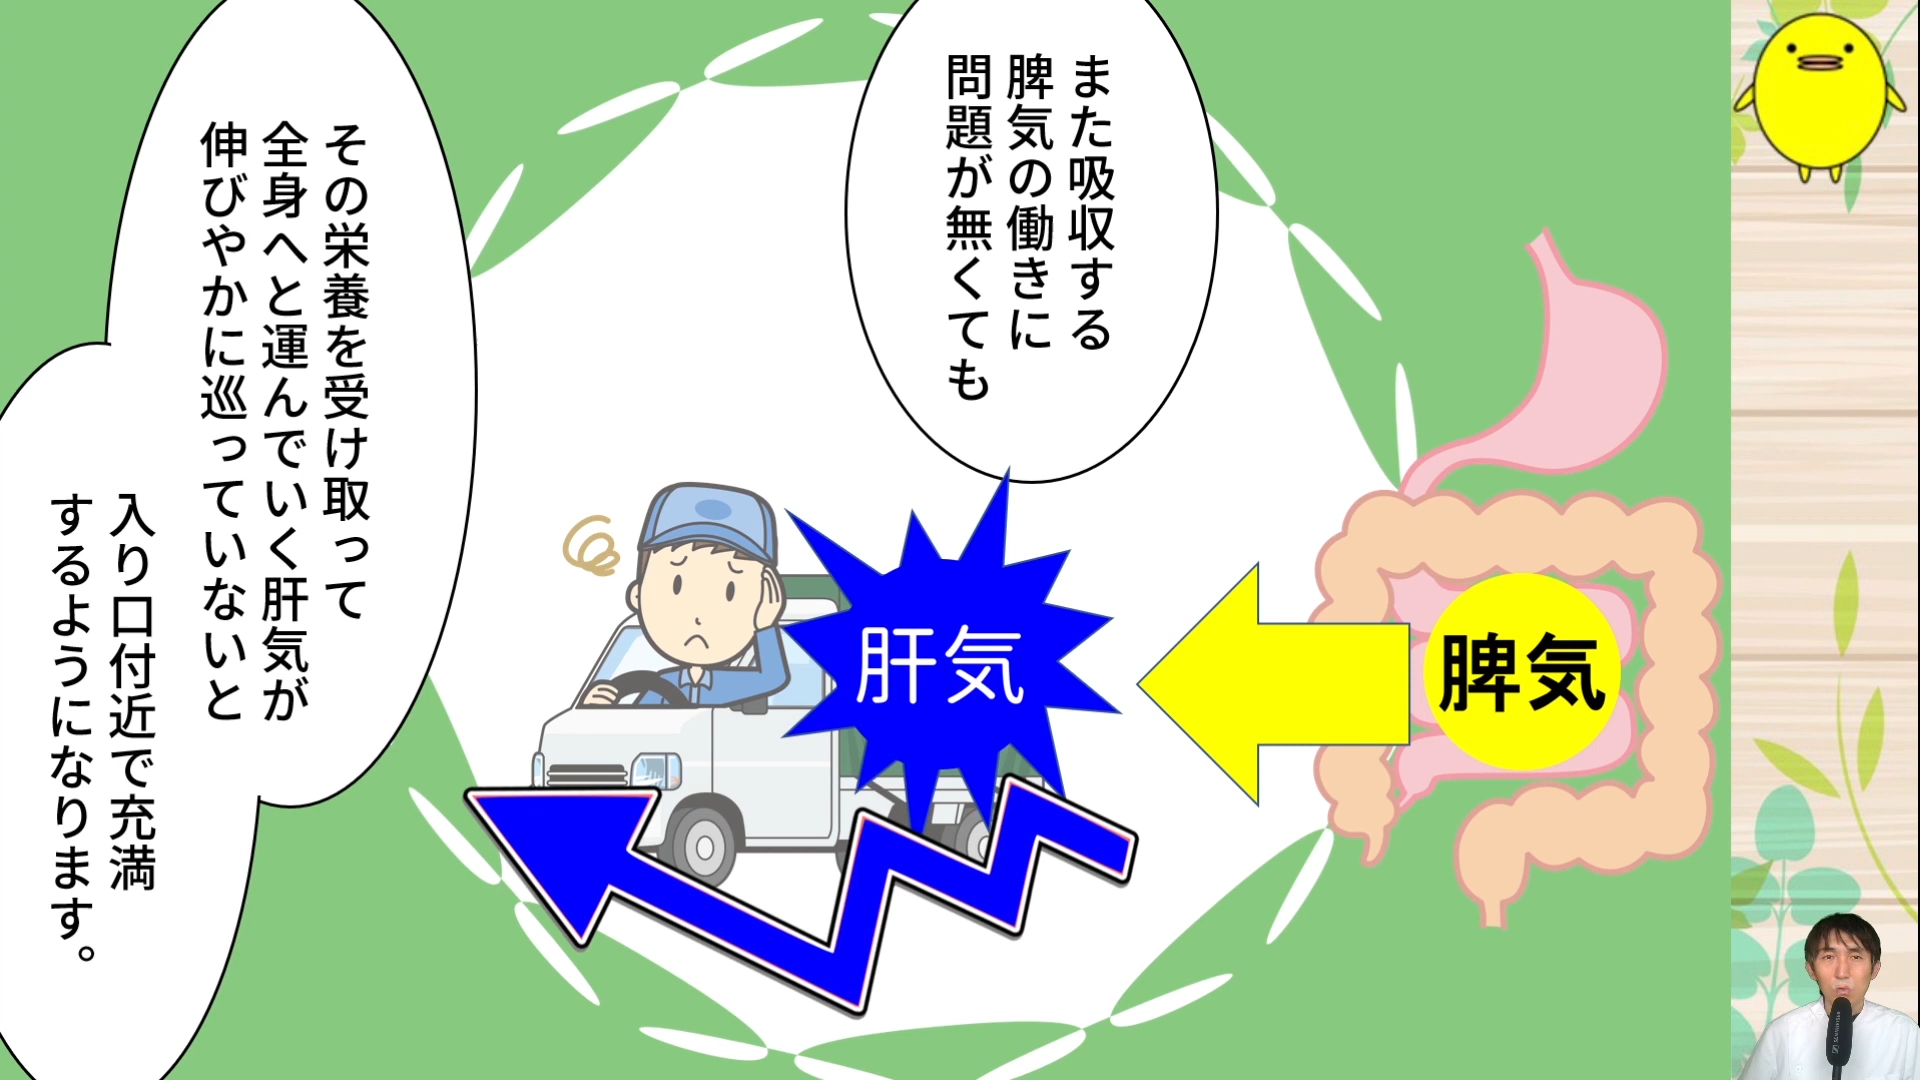 また吸収する
脾気の働きに
問題が無くても
その栄養を受け取って
全身へと運んでいく肝気が
伸びやかに巡っていないと
入り口付近で充満
するようになります。
肝気
脾気